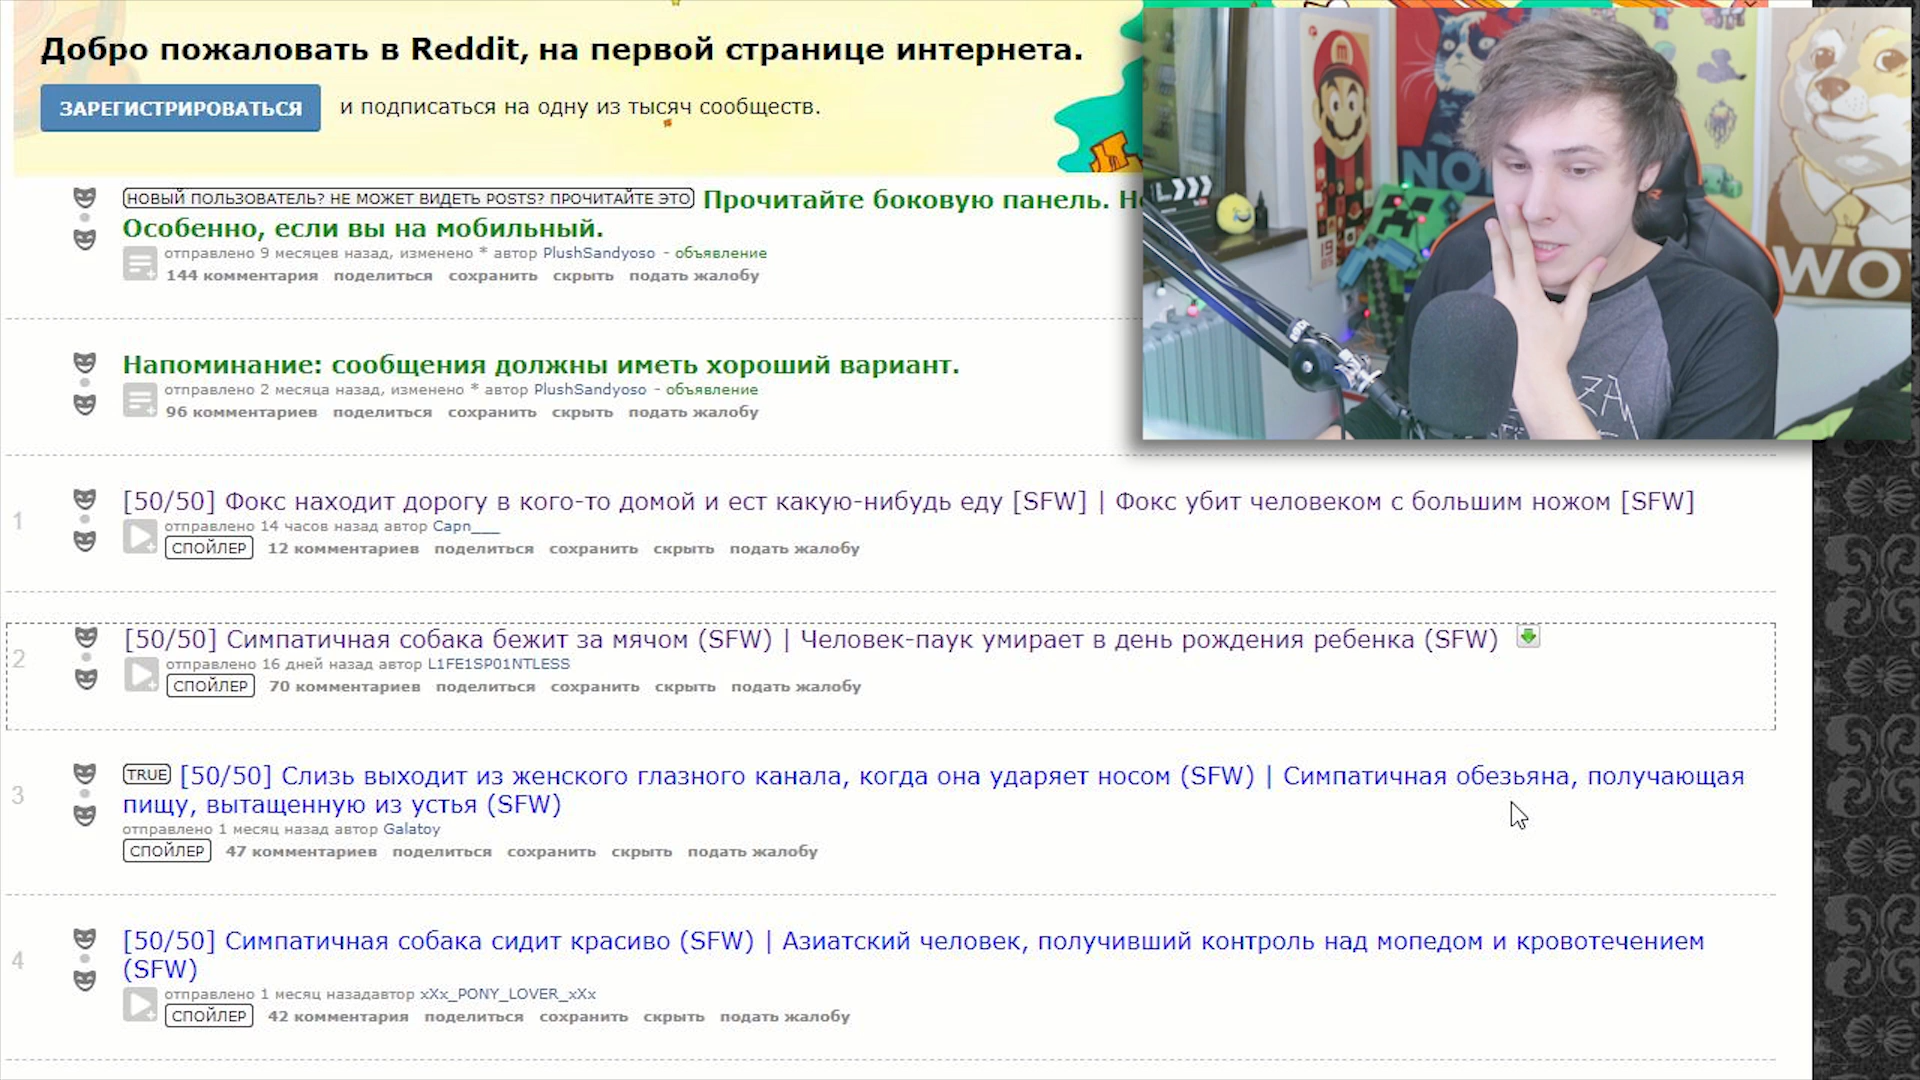 Добро пожаловать в Reddit, на первой странице интернета.
ЗАРЕГИСТРИРОВАТЬСЯ и подписаться на одну из тысяч сообществ.
НОВЫЙ ПОЛЬЗОВАТЕЛЬ? НЕ МОЖЕТ ВИДЕТЬ POSTS? ПРОЧИТАЙТЕ ЭТО Прочитайте боковую панель.
Особенно, если вы на мобильный.
отправлено 9 месяцев назад, изменено * автор PlushSandyoso - объявление
144 комментария поделиться сохранить скрыть подать жалобу
Напоминание: сообщения должны иметь хороший вариант.
отправлено 2 месяца назад, изменено * автор PlushSandyoso - объявление
96 комментариев поделиться сохранить скрыть подать жалобу
1
[50/50] Фокс находит дорогу в кого-то домой и ест какую-нибудь еду [SFW] | Фокс убит человеком с большим ножом [SFW]
отправлено 14 часов назад автор Capn___
СПОЙЛЕР 12 комментариев поделиться сохранить скрыть подать жалобу
2
[50/50] Симпатичная собака бежит за мячом (SFW) | Человек-паук умирает в день рождения ребенка (SFW)
отправлено 16 дней назад автор L1FE1SP01NTLESS
СПОЙЛЕР 70 комментариев поделиться сохранить скрыть подать жалобу
3
TRUE [50/50] Слизь выходит из женского глазного канала, когда она ударяет носом (SFW) | Симпатичная обезьяна, получающая
пищу, вытащенную из устья (SFW)
отправлено 1 месяц назад автор Galatoy
СПОЙЛЕР 47 комментариев поделиться сохранить скрыть подать жалобу
4
[50/50] Симпатичная собака сидит красиво (SFW) | Азиатский человек, получивший контроль над мопедом и кровотечением
(SFW)
отправлено 1 месяц назадавтор xXx_PONY_LOVER_xXx
СПОЙЛЕР 42 комментария поделиться сохранить скрыть подать жалобу
WOW